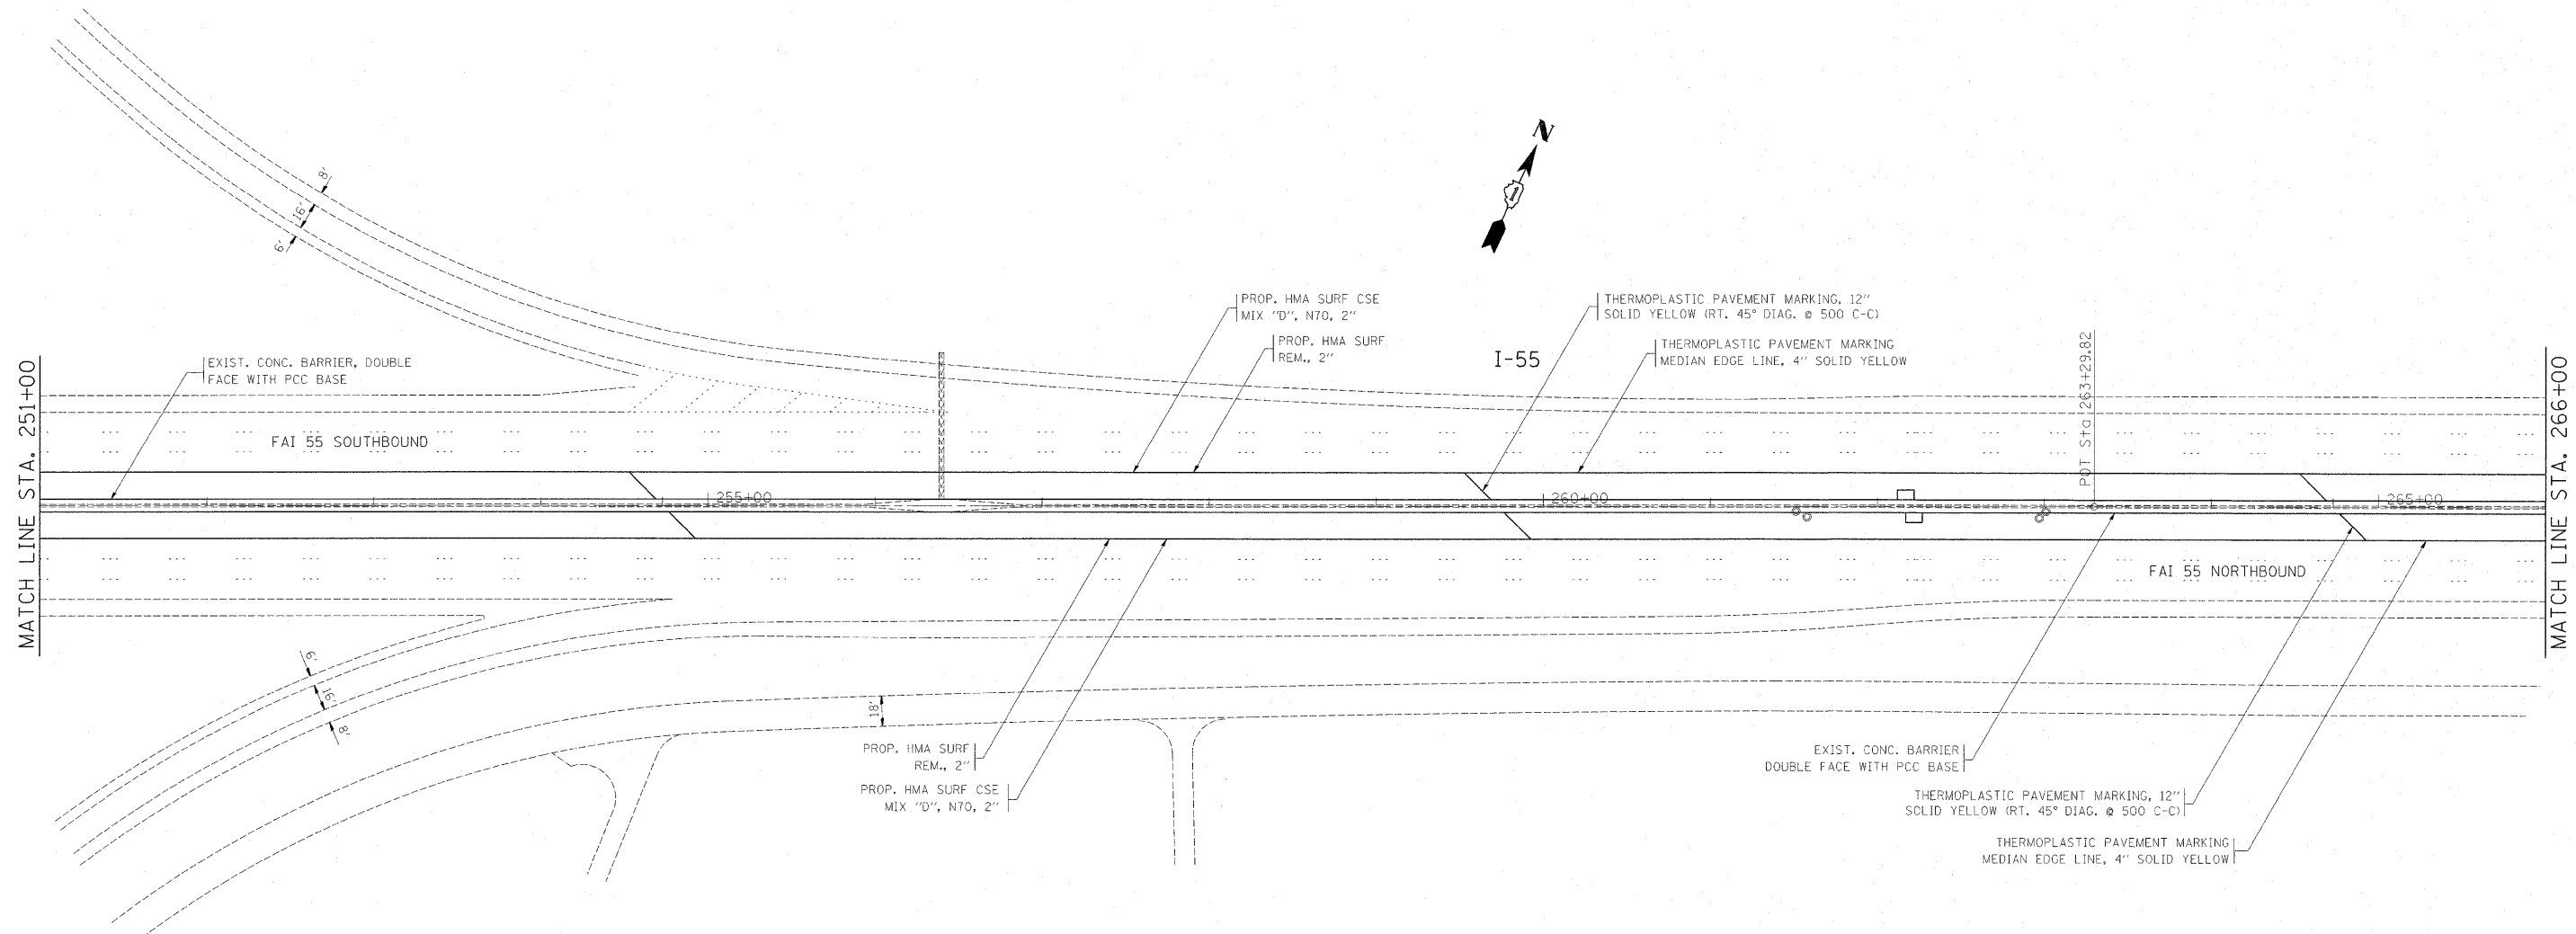 N
8'
16'
6'
PROP. HMA SURF CSE
MIX "D", N70, 2"
PROP. HMA SURF
REM., 2"
THERMOPLASTIC PAVEMENT MARKING, 12"
SOLID YELLOW (RT. 45° DIAG. @ 500 C-C)
THERMOPLASTIC PAVEMENT MARKING
MEDIAN EDGE LINE, 4" SOLID YELLOW
I-55
EXIST. CONC. BARRIER, DOUBLE
FACE WITH PCC BASE
MATCH LINE STA. 251+00
FAI 55 SOUTHBOUND
POT Sta 263+29.82
MATCH LINE STA. 266+00
255+00
260+00
265+00
FAI 55 NORTHBOUND
6'
16'
8'
18'
PROP. HMA SURF
REM., 2"
PROP. HMA SURF CSE
MIX "D", N70, 2"
EXIST. CONC. BARRIER
DOUBLE FACE WITH PCC BASE
THERMOPLASTIC PAVEMENT MARKING, 12"
SOLID YELLOW (RT. 45° DIAG. @ 500 C-C)
THERMOPLASTIC PAVEMENT MARKING
MEDIAN EDGE LINE, 4" SOLID YELLOW